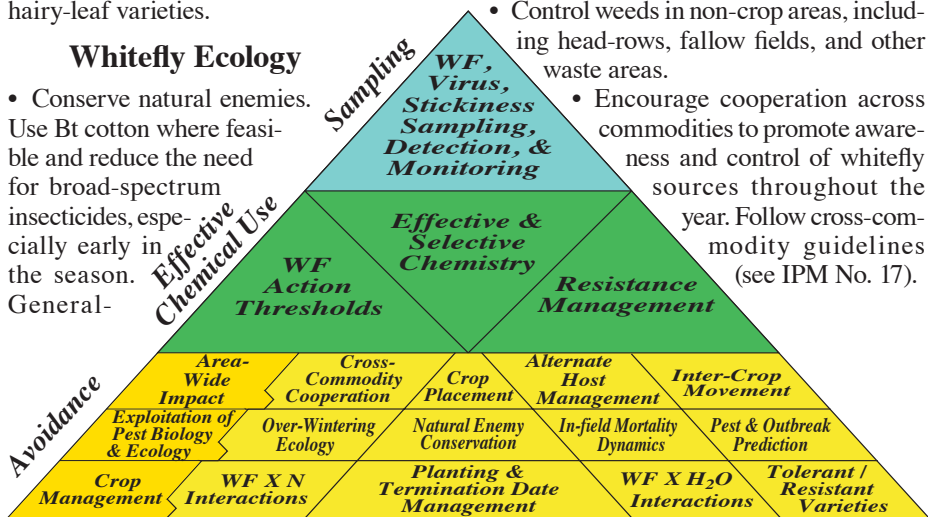 hairy-leaf varieties.
Whitefly Ecology
• Conserve natural enemies.
Use Bt cotton where feasi-
ble and reduce the need
for broad-spectrum
insecticides, espe-
cially early in
the season.
General-
• Control weeds in non-crop areas, includ-
ing head-rows, fallow fields, and other
waste areas.
• Encourage cooperation across
commodities to promote aware-
ness and control of whitefly
sources throughout the
year. Follow cross-com-
modity guidelines
(see IPM No. 17).
Sampling
WF,
Virus,
Stickiness
Sampling,
Detection, &
Monitoring
Effective
Chemical Use
WF
Action
Thresholds
Effective &
Selective
Chemistry
Resistance
Management
Avoidance
Area-
Wide
Impact
Cross-
Commodity
Cooperation
Crop
Placement
Alternate
Host
Management
Inter-Crop
Movement
Exploitation of
Pest Biology
& Ecology
Over-Wintering
Ecology
Natural Enemy
Conservation
In-field Mortality
Dynamics
Pest & Outbreak
Prediction
Crop
Management
WF X N
Interactions
Planting &
Termination Date
Management
WF X H₂O
Interactions
Tolerant /
Resistant
Varieties